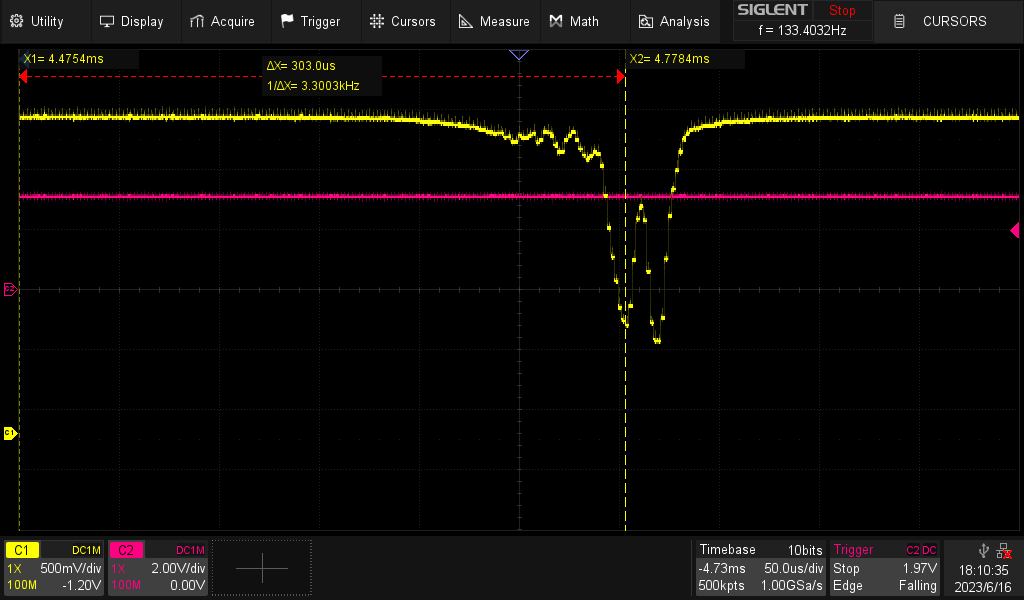 Utility Display Acquire Trigger Cursors Measure Math Analysis SIGLENT Stop CURSORS
f = 133.4032Hz
X1= 4.4754ms X2= 4.7784ms
ΔX= 303.0us
1/ΔX= 3.3003kHz
C2
C1
C1 DC1M C2 DC1M Timebase 10bits Trigger C2 DC
1X 500mV/div 1X 2.00V/div -4.73ms 50.0us/div Stop 1.97V 18:10:35
100M -1.20V 100M 0.00V 500kpts 1.00GSa/s Edge Falling 2023/6/16